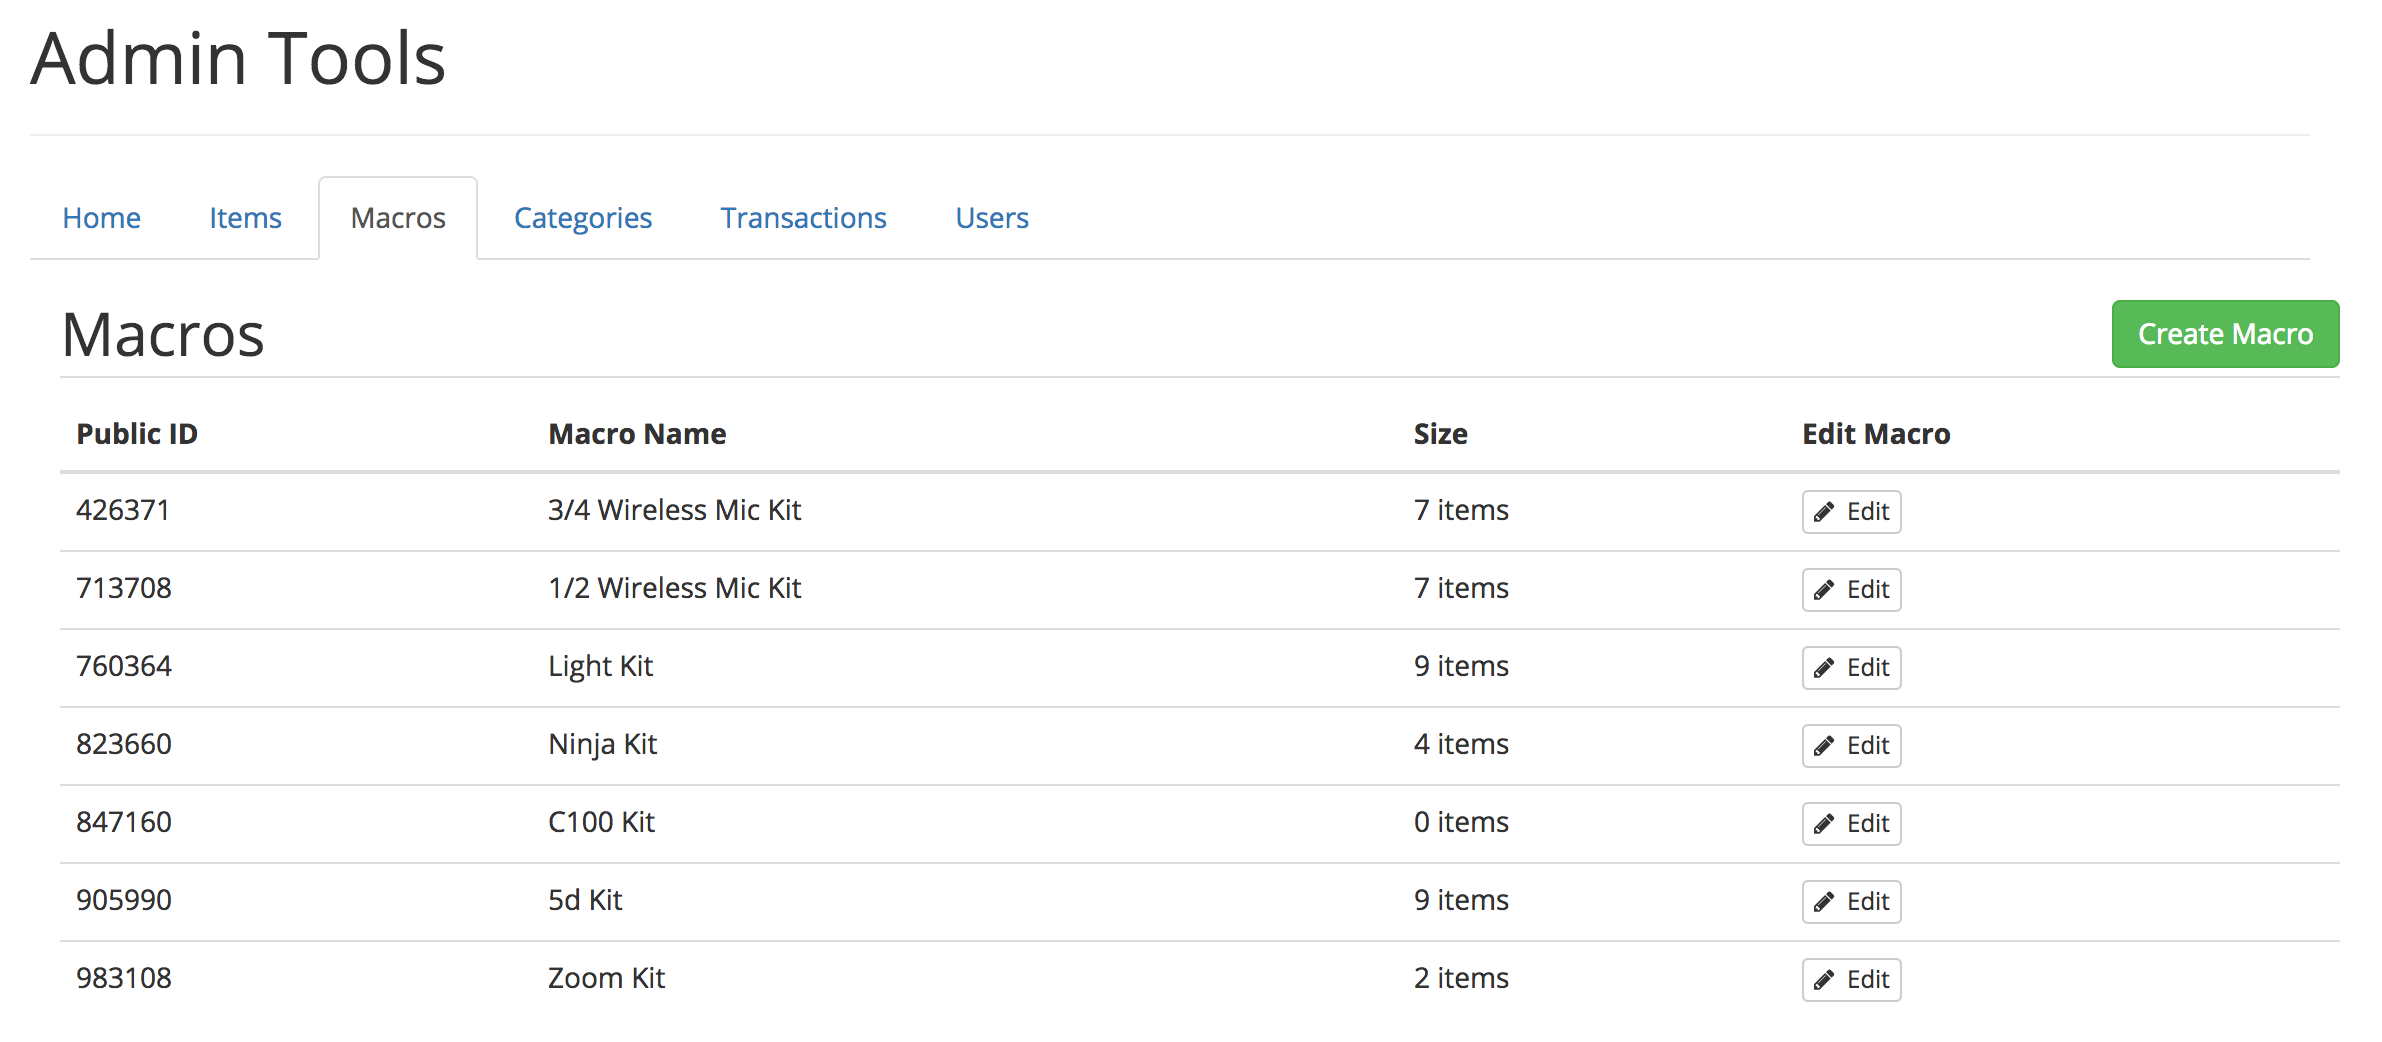 Admin Tools
Home Items Macros Categories Transactions Users
Macros Create Macro
Public ID Macro Name Size Edit Macro
426371 3/4 Wireless Mic Kit 7 items Edit
713708 1/2 Wireless Mic Kit 7 items Edit
760364 Light Kit 9 items Edit
823660 Ninja Kit 4 items Edit
847160 C100 Kit 0 items Edit
905990 5d Kit 9 items Edit
983108 Zoom Kit 2 items Edit